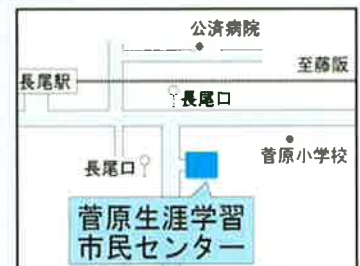 公済病院
至藤阪
長尾駅
長尾口
菅原小学校
長尾口
菅原生涯学習
市民センター